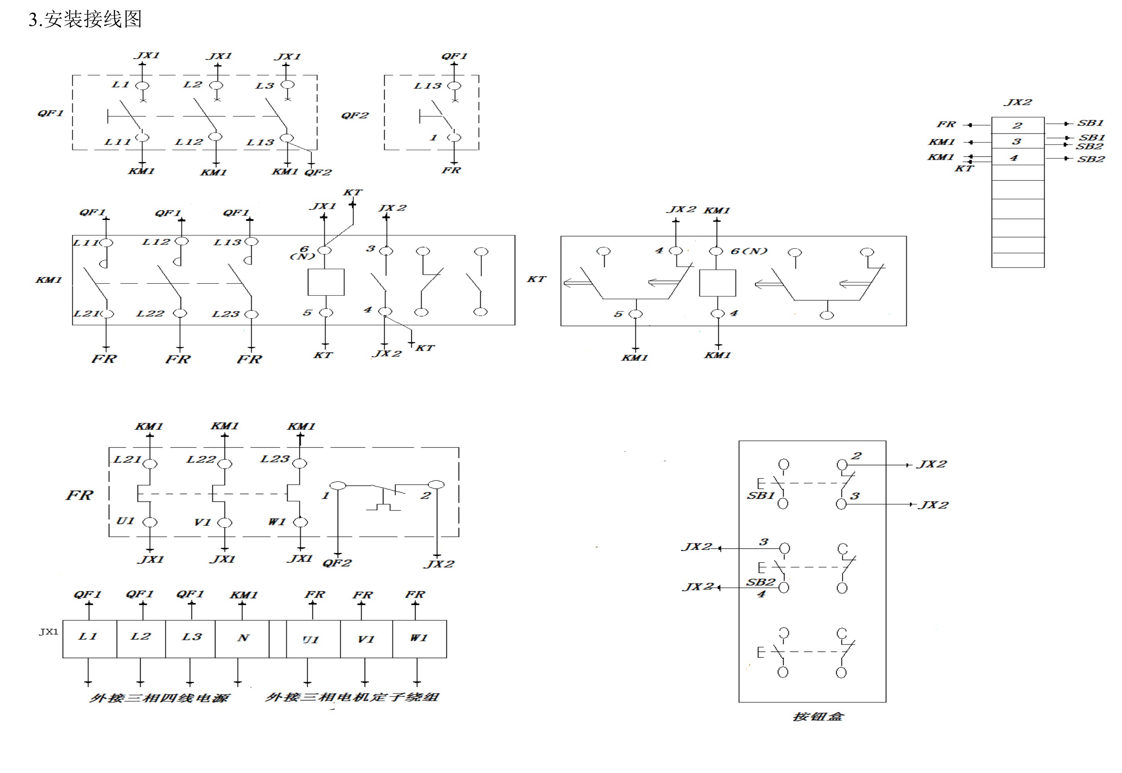 3.安装接线图
JX1 JX1 JX1 QF1
L1 L2 L3 L13
QF1 QF2
L11 L12 L13 1
KM1 KM1 KM1 QF2 FR
JX2
FR 2 SB1
KM1 3 SB1
SB2
KM1 4 SB2
KT
QF1 QF1 QF1 JX1 KT JX2
L11 L12 L13 6 3
(N)
KM1
L21 L22 L23 5 4
FR FR FR KT JX2 KT
JX2 KM1
4 6(N)
KT
5 4
KM1 KM1
KM1 KM1 KM1
L21 L22 L23
FR 1 2
U1 V1 W1
JX1 JX1 JX1 QF2 JX2
QF1 QF1 QF1 KM1 FR FR FR
JX1 L1 L2 L3 N U1 V1 W1
外接三相四线电源 外接三相电机定子绕组
2 JX2
SB1 3 JX2
JX2 3
JX2 SB2
4
按钮盒